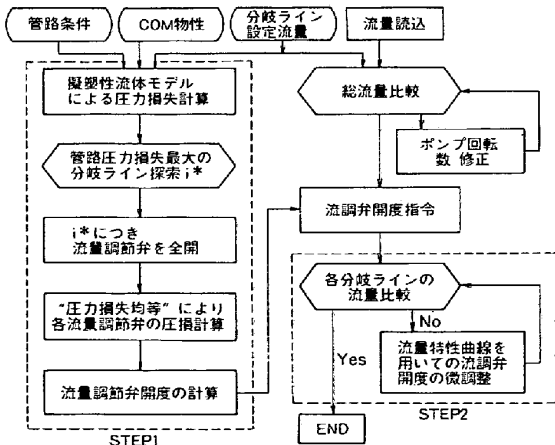 管路条件
COM物性
分岐ライン
設定流量
流量読込
擬塑性流体モデル
による圧力損失計算
管路圧力損失最大の
分岐ライン探索i*
i*につき
流量調節弁を全開
“圧力損失均等”により
各流量調節弁の圧損計算
流量調節弁開度の計算
STEP1
総流量比較
ポンプ回転
数 修正
流調弁開度指令
各分岐ラインの
流量比較
No
Yes
流量特性曲線を
用いての流調弁
開度の微調整
STEP2
END